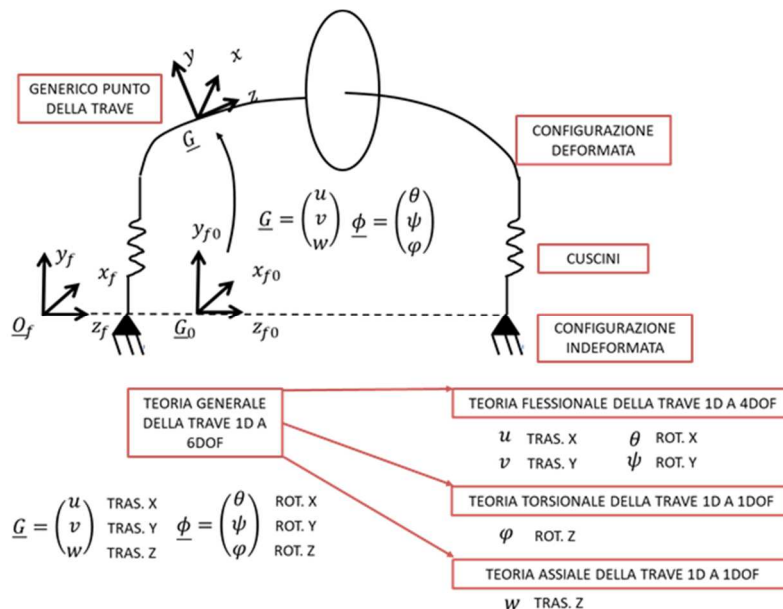 y
x
z
GENERICO PUNTO
DELLA TRAVE
G
CONFIGURAZIONE
DEFORMATA
G = (u v w) ϕ = (θ ψ φ)
y_f0
x_f0
z_f0
G_0
y_f
x_f
z_f
O_f
CUSCINI
CONFIGURAZIONE
INDEFORMATA
TEORIA GENERALE
DELLA TRAVE 1D A
6DOF
TEORIA FLESSIONALE DELLA TRAVE 1D A 4DOF
u TRAS. X θ ROT. X
v TRAS. Y ψ ROT. Y
TEORIA TORSIONALE DELLA TRAVE 1D A 1DOF
φ ROT. Z
TEORIA ASSIALE DELLA TRAVE 1D A 1DOF
w TRAS. Z
G = (u v w) TRAS. X TRAS. Y TRAS. Z ϕ = (θ ψ φ) ROT. X ROT. Y ROT. Z